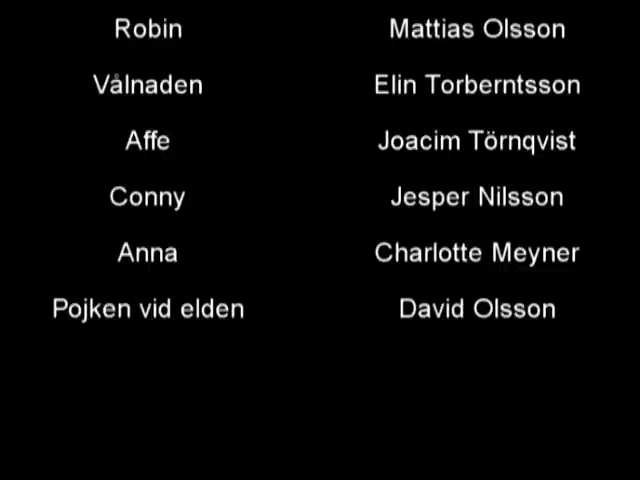 Robin Mattias Olsson
Vålnaden Elin Torberntsson
Affe Joacim Törnqvist
Conny Jesper Nilsson
Anna Charlotte Meyner
Pojken vid elden David Olsson